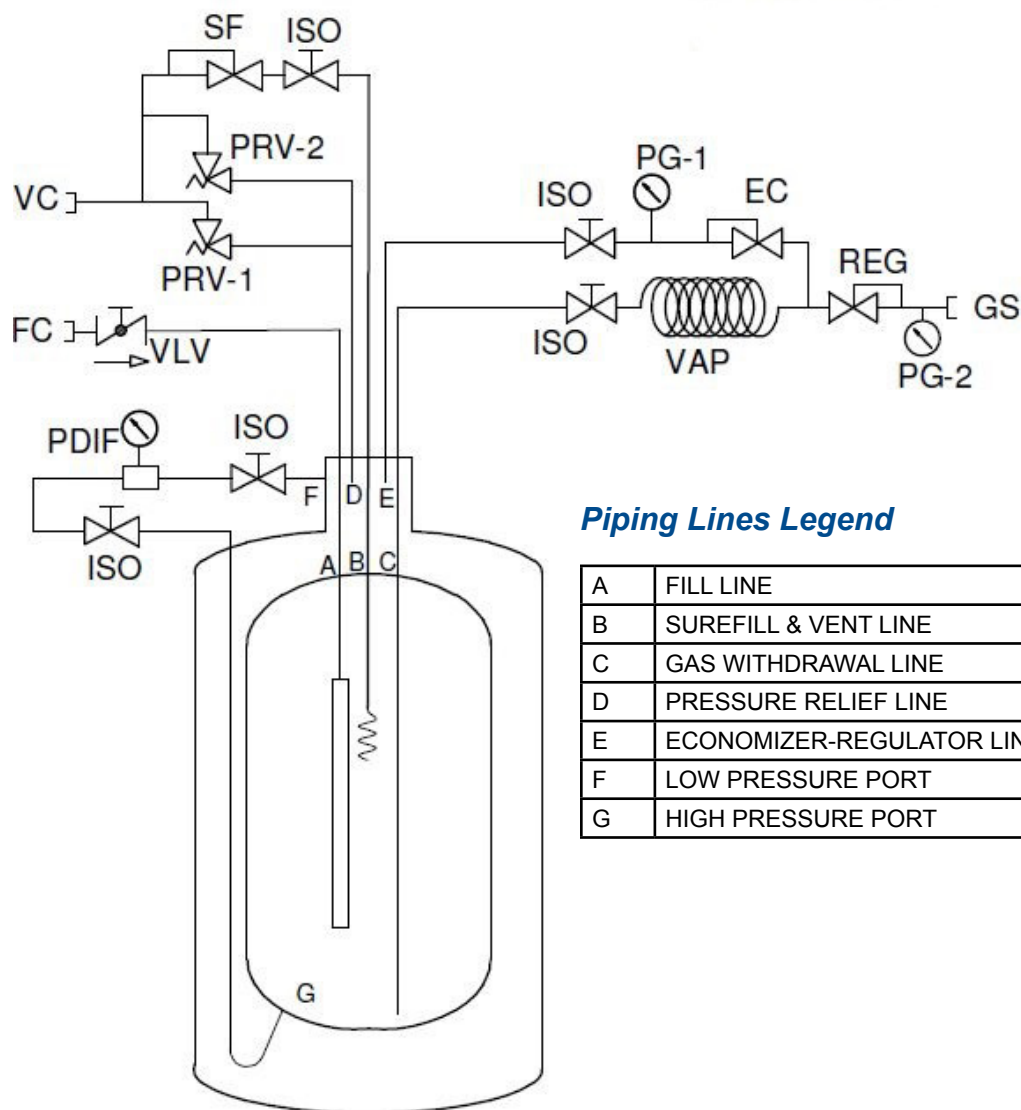 SF
ISO
PRV-2
VC
PRV-1
FC
VLV
PDIF
ISO
ISO
F
D
E
A
B
C
G
PG-1
ISO
EC
REG
GS
ISO
VAP
PG-2
Piping Lines Legend
A FILL LINE
B SUREFILL & VENT LINE
C GAS WITHDRAWAL LINE
D PRESSURE RELIEF LINE
E ECONOMIZER-REGULATOR LIN
F LOW PRESSURE PORT
G HIGH PRESSURE PORT